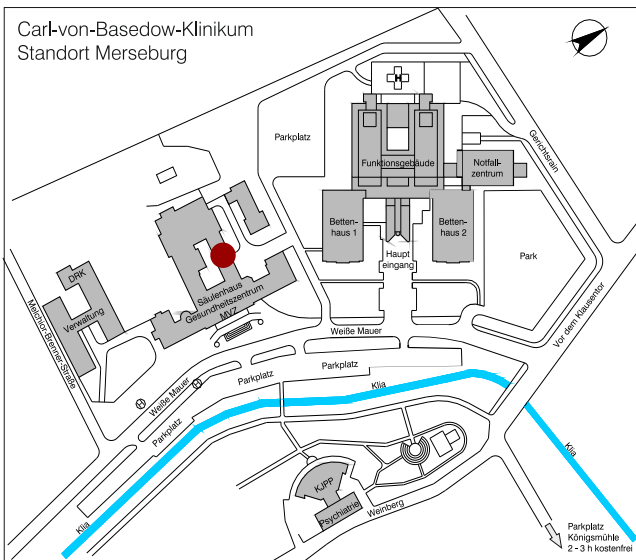 Carl-von-Basedow-Klinikum
Standort Merseburg
H
Parkplatz
Gerichtsrain
Funktionsgebäude
Notfall-
zentrum
Betten-
haus 1
Betten-
haus 2
Haupt
eingang
Park
DRK
Verwaltung
Säulenhaus
Gesundheitszentrum
MVZ
Melchior-Brenner-Straße
Weiße Mauer
Vor dem Klausentor
Parkplatz
Parkplatz
Klia
Weiße Mauer
H
H
Parkplatz
Klia
Klia
KJPP
Psychiatrie
Weinberg
Parkplatz
Königsmühle
2 - 3 h kostenfrei